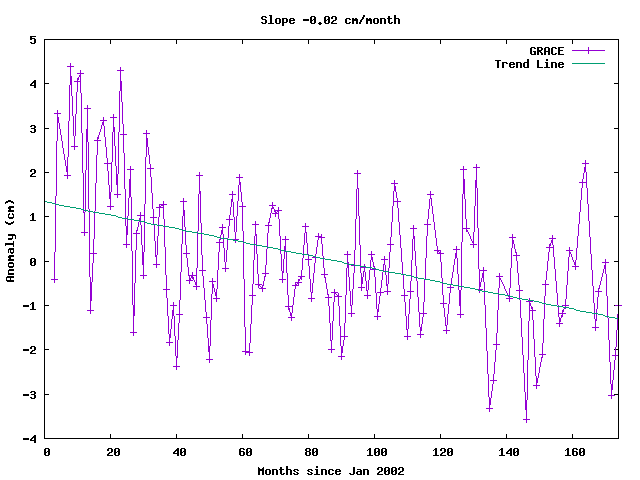 Slope -0.02 cm/month
GRACE
Trend Line
5
4
3
2
1
0
-1
-2
-3
-4
Anomaly (cm)
0 20 40 60 80 100 120 140 160
Months since Jan 2002